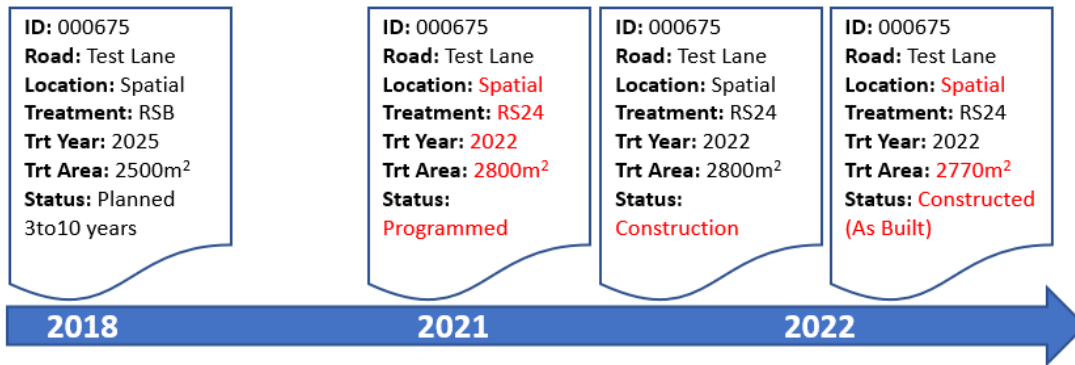 ID: 000675
Road: Test Lane
Location: Spatial
Treatment: RSB
Trt Year: 2025
Trt Area: 2500m²
Status: Planned
3to10 years
ID: 000675
Road: Test Lane
Location: Spatial
Treatment: RS24
Trt Year: 2022
Trt Area: 2800m²
Status:
Programmed
ID: 000675
Road: Test Lane
Location: Spatial
Treatment: RS24
Trt Year: 2022
Trt Area: 2800m²
Status:
Construction
ID: 000675
Road: Test Lane
Location: Spatial
Treatment: RS24
Trt Year: 2022
Trt Area: 2770m²
Status: Constructed
(As Built)
2018
2021
2022